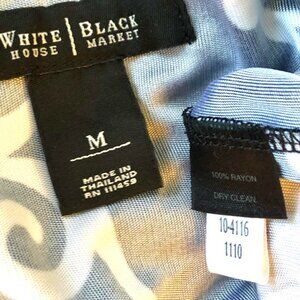 WHITE HOUSE | BLACK MARKET
M
MADE IN
THAILAND
RN 111459
100% RAYON
DRY CLEAN
10-4116
1110